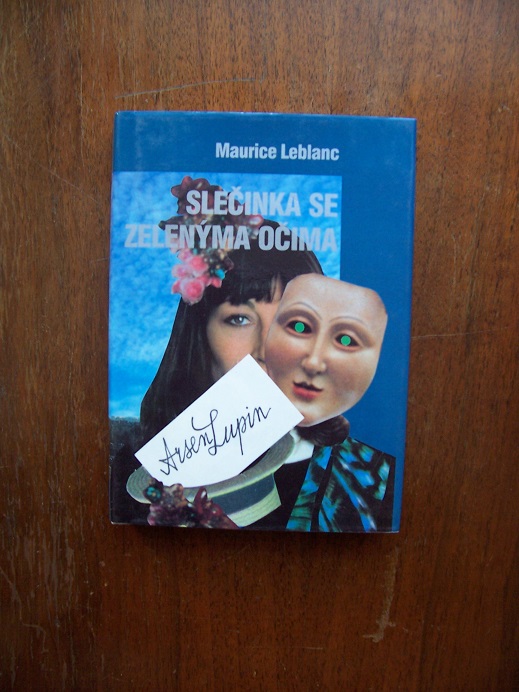 Maurice Leblanc
SLEČINKA SE
ZELENÝMA OČIMA
Arsen Lupin